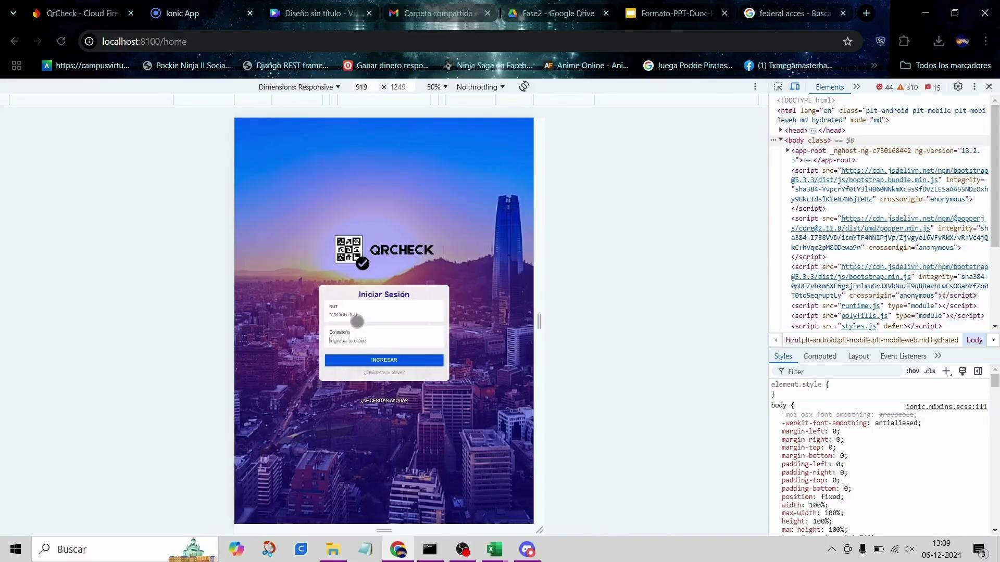 QrCheck - Cloud Fire
Ionic App
Diseño sin título - Ví
Carpeta compartida
Fase2 - Google Drive
Formato-PPT-Duoc-
federal acces - Busca
localhost:8100/home
https://campusvirtu...
Pockie Ninja II Socia...
Django REST frame...
Ganar dinero respo...
Ninja Saga en Faceb...
AF Anime Online - Ani...
Juega Pockie Pirates...
(1) Txmegamasterha...
Todos los marcadores
Dimensions: Responsive
919 × 1249
50%
No throttling
Elements
44 310 15
<!DOCTYPE html>
<html lang="en" class="plt-android plt-mobile plt-mobi
leweb md hydrated" mode="md">
<head>…</head>
<body class> == $0
<app-root _nghost-ng-c750168442 ng-version="18.2.
3">…</app-root>
<script src="https://cdn.jsdelivr.net/npm/bootstrap
@5.3.3/dist/js/bootstrap.bundle.min.js" integrity=
"sha384-YvpcrYf0tY3lHB60NNkmXc5s9fDVZLESaAA55NDzOxh
y9GkcIdslK1eN7N6jIeHz" crossorigin="anonymous">
</script>
<script src="https://cdn.jsdelivr.net/npm/@popperj
s/core@2.11.8/dist/umd/popper.min.js" integrity="sh
a384-I7E8VVD/ismYTF4hNIPjVp/Zjvgyol6VFvRkX/vR+Vc4jQ
kC+hVqc2pM8ODewa9r" crossorigin="anonymous">
</script>
<script src="https://cdn.jsdelivr.net/npm/bootstrap
@5.3.3/dist/js/bootstrap.min.js" integrity="sha384-
0pUGZvbkm6XF6gxjEnlmuGrJXVbNuzT9qBBavbLwCsOGabYfZo0
T0to5eqruptLy" crossorigin="anonymous"></script>
<script src="runtime.js" type="module"></script>
<script src="polyfills.js" type="module"></script>
<script src="styles.js" defer></script>
html.plt-android.plt-mobile.plt-mobileweb.md.hydrated body
Styles Computed Layout Event Listeners
Filter
:hov .cls
element.style {
}
body {
ionic.mixins.scss:111
-moz-osx-font-smoothing: grayscale;
-webkit-font-smoothing: antialiased;
margin-left: 0;
margin-right: 0;
margin-top: 0;
margin-bottom: 0;
padding-left: 0;
padding-right: 0;
padding-top: 0;
padding-bottom: 0;
position: fixed;
width: 100%;
max-width: 100%;
height: 100%;
max-height: 100%;
QRCHECK
Iniciar Sesión
RUT
12345678-9
Contraseña
Ingresa tu clave
INGRESAR
¿Olvidaste tu clave?
¿NECESITAS AYUDA?
Buscar
13:09
06-12-2024
3